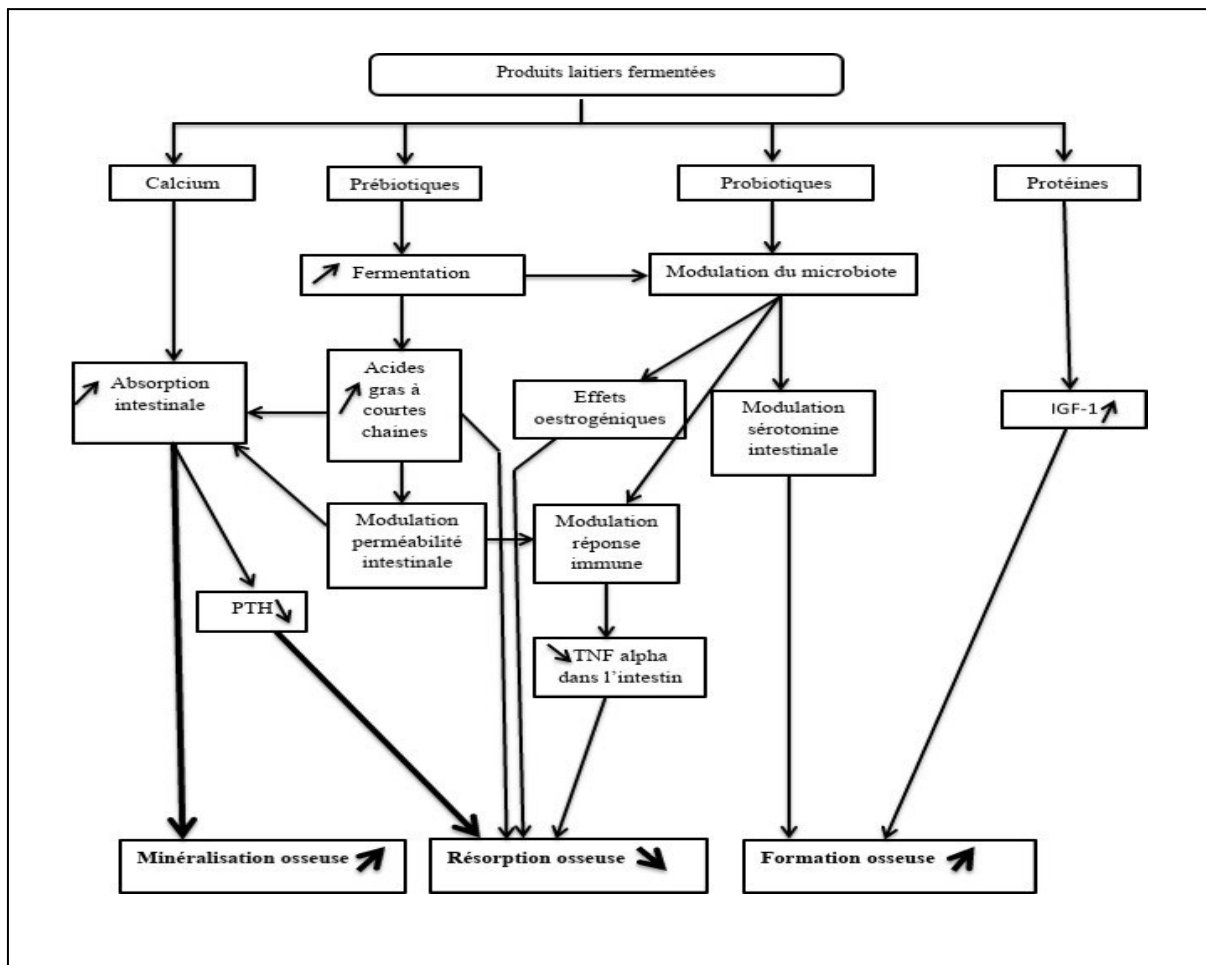 Produits laitiers fermentées
Calcium
Prébiotiques
Probiotiques
Protéines
Fermentation
Modulation du microbiote
Absorption
intestinale
Acides
gras à
courtes
chaines
Effets
oestrogéniques
Modulation
sérotonine
intestinale
IGF-1
Modulation
perméabilité
intestinale
Modulation
réponse
immune
PTH
TNF alpha
dans l’intestin
Minéralisation osseuse
Résorption osseuse
Formation osseuse